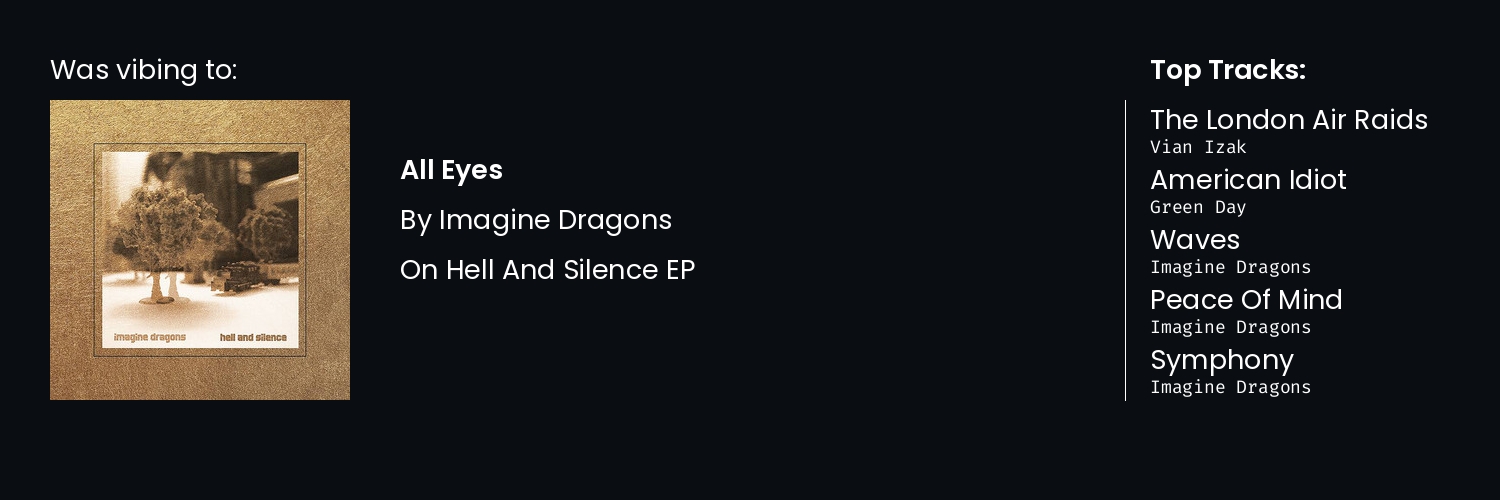 Was vibing to:
imagine dragons
hell and silence
All Eyes
By Imagine Dragons
On Hell And Silence EP
Top Tracks:
The London Air Raids
Vian Izak
American Idiot
Green Day
Waves
Imagine Dragons
Peace Of Mind
Imagine Dragons
Symphony
Imagine Dragons